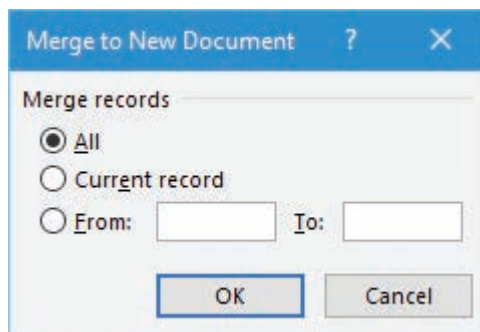 Merge to New Document ? ×
Merge records
All
Current record
From: To:
OK Cancel